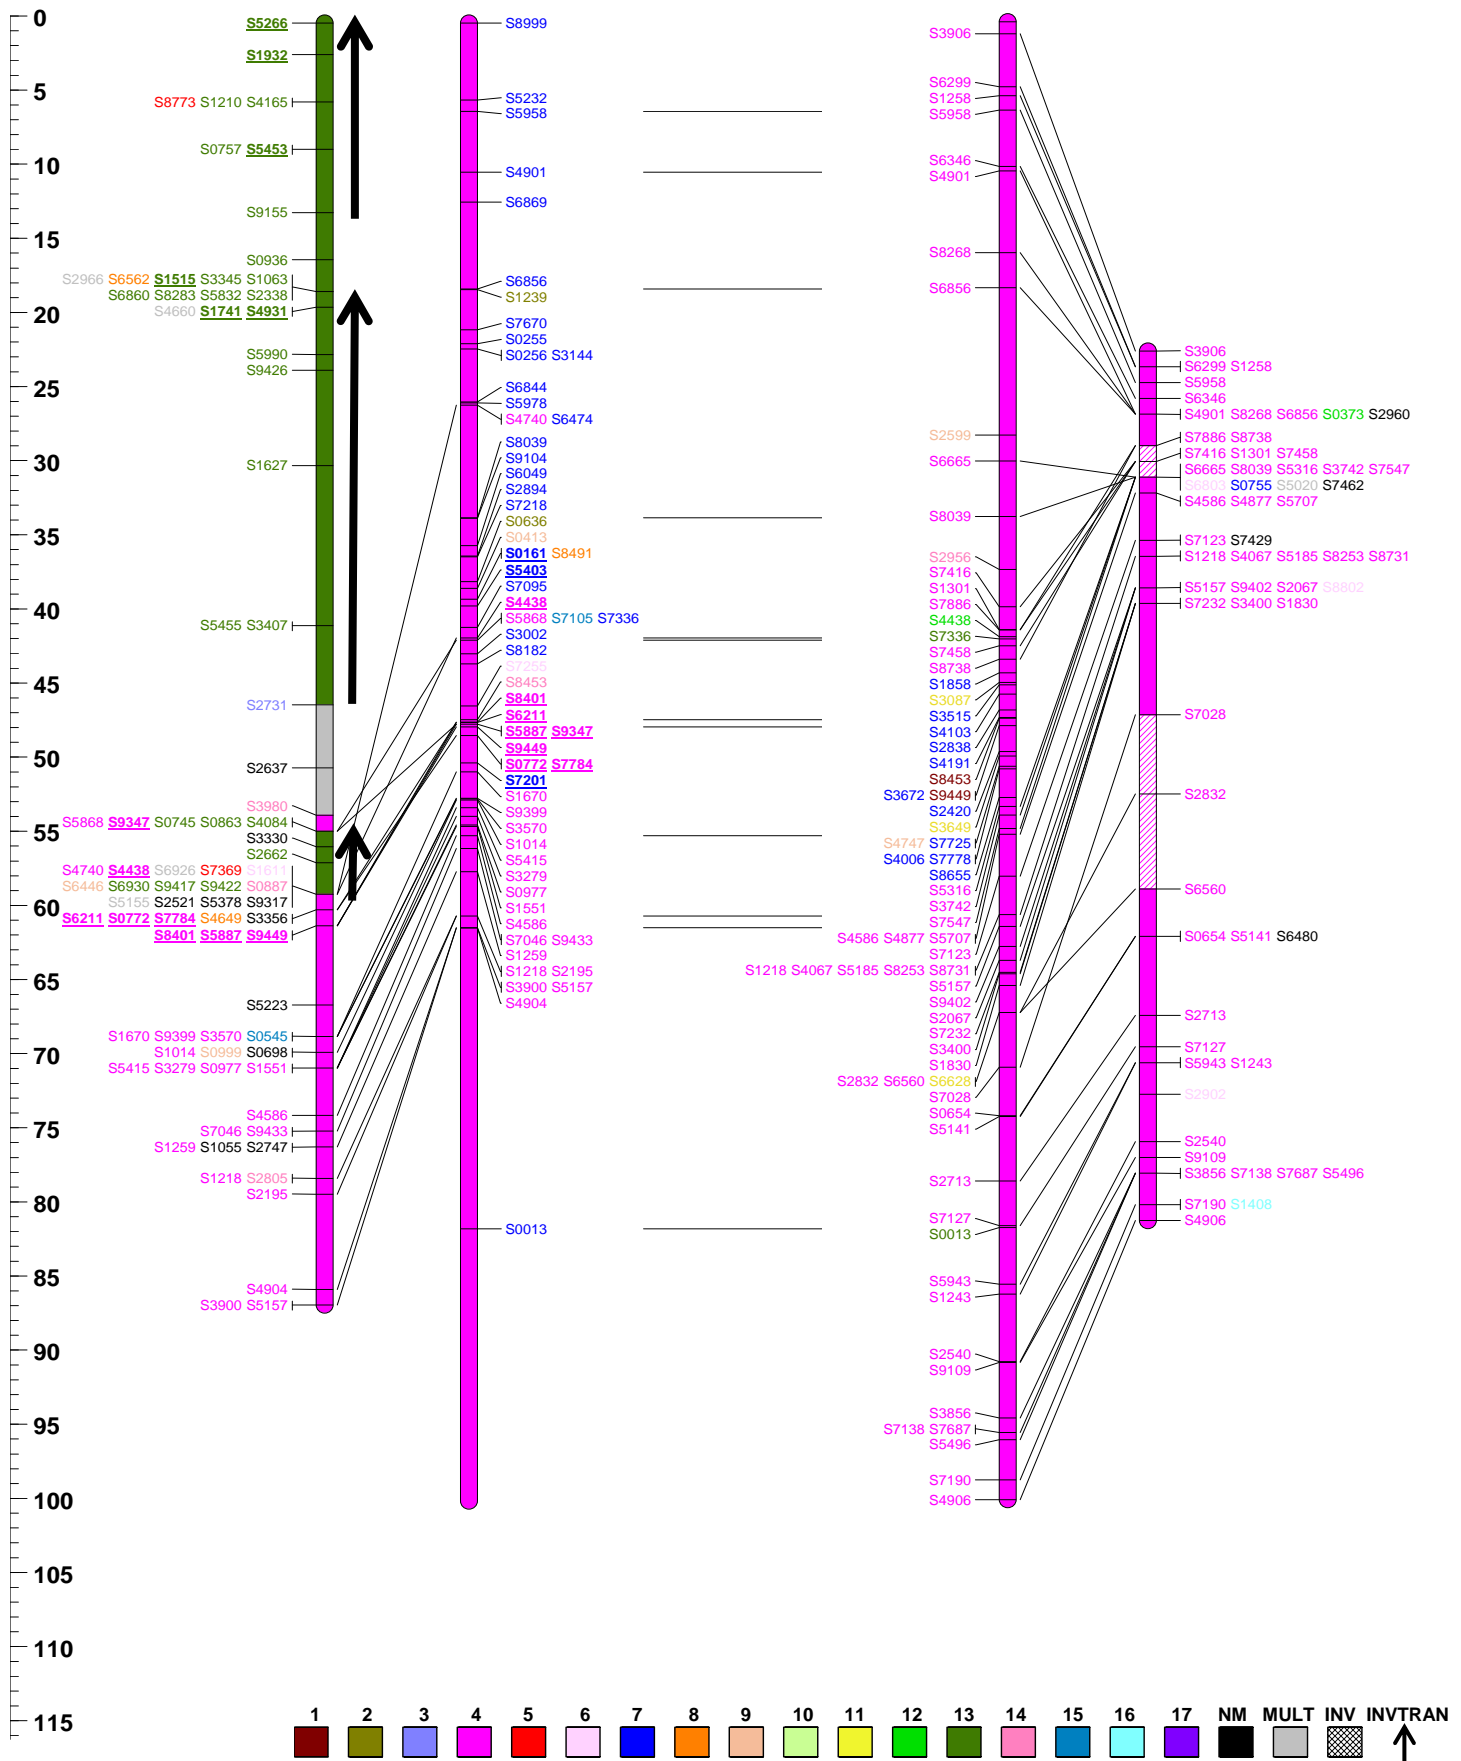 0
5
10
15
20
25
30
35
40
45
50
55
60
65
70
75
80
85
90
95
100
105
110
115
S5266
S1932
S8773 S1210 S4165
S0757 S5453
S9155
S0936
S2966 S6562 S1515 S3345 S1063
S6860 S8283 S5832 S2338
S4660 S1741 S4931
S5990
S9426
S1627
S5455 S3407
S2731
S2637
S3980
S5868 S9347 S0745 S0863 S4084
S3330
S2662
S4740 S4438 S6926 S7369 S1611
S6446 S6930 S9417 S9422 S0887
S5155 S2521 S5378 S9317
S6211 S0772 S7784 S4649 S3356
S8401 S5887 S9449
S5223
S1670 S9399 S3570 S0545
S1014 S0999 S0698
S5415 S3279 S0977 S1551
S4586
S7046 S9433
S1259 S1055 S2747
S1218 S2805
S2195
S4904
S3900 S5157
S8999
S5232
S5958
S4901
S6869
S6856
S1239
S7670
S0255
S0256 S3144
S6844
S5978
S4740 S6474
S8039
S9104
S6049
S2894
S7218
S0636
S0413
S0161 S8491
S5403
S7095
S4438
S5868 S7105 S7336
S3002
S8182
S7255
S8453
S8401
S6211
S5887 S9347
S9449
S0772 S7784
S7201
S1670
S9399
S3570
S1014
S5415
S3279
S0977
S1551
S4586
S7046 S9433
S1259
S1218 S2195
S3900 S5157
S4904
S0013
S3906
S6299
S1258
S5958
S6346
S4901
S8268
S6856
S2599
S6665
S8039
S2956
S7416
S1301
S7886
S4438
S7336
S7458
S8738
S1858
S3087
S3515
S4103
S2838
S4191
S8453
S3672 S9449
S2420
S3649
S4747 S7725
S4006 S7778
S8655
S5316
S3742
S7547
S4586 S4877 S5707
S7123
S1218 S4067 S5185 S8253 S8731
S5157
S9402
S2067
S7232
S3400
S1830
S2832 S6560 S6628
S7028
S0654
S5141
S2713
S7127
S0013
S5943
S1243
S2540
S9109
S3856
S7138 S7687
S5496
S7190
S4906
S3906
S6299 S1258
S5958
S6346
S4901 S8268 S6856 S0373 S2960
S7886 S8738
S7416 S1301 S7458
S6665 S8039 S5316 S3742 S7547
S6803 S0755 S5020 S7462
S4586 S4877 S5707
S7123 S7429
S1218 S4067 S5185 S8253 S8731
S5157 S9402 S2067 S8802
S7232 S3400 S1830
S7028
S2832
S6560
S0654 S5141 S6480
S2713
S7127
S5943 S1243
S2902
S2540
S9109
S3856 S7138 S7687 S5496
S7190 S1408
S4906
1 2 3 4 5 6 7 8 9 10 11 12 13 14 15 16 17 NM MULT INV INVTRAN